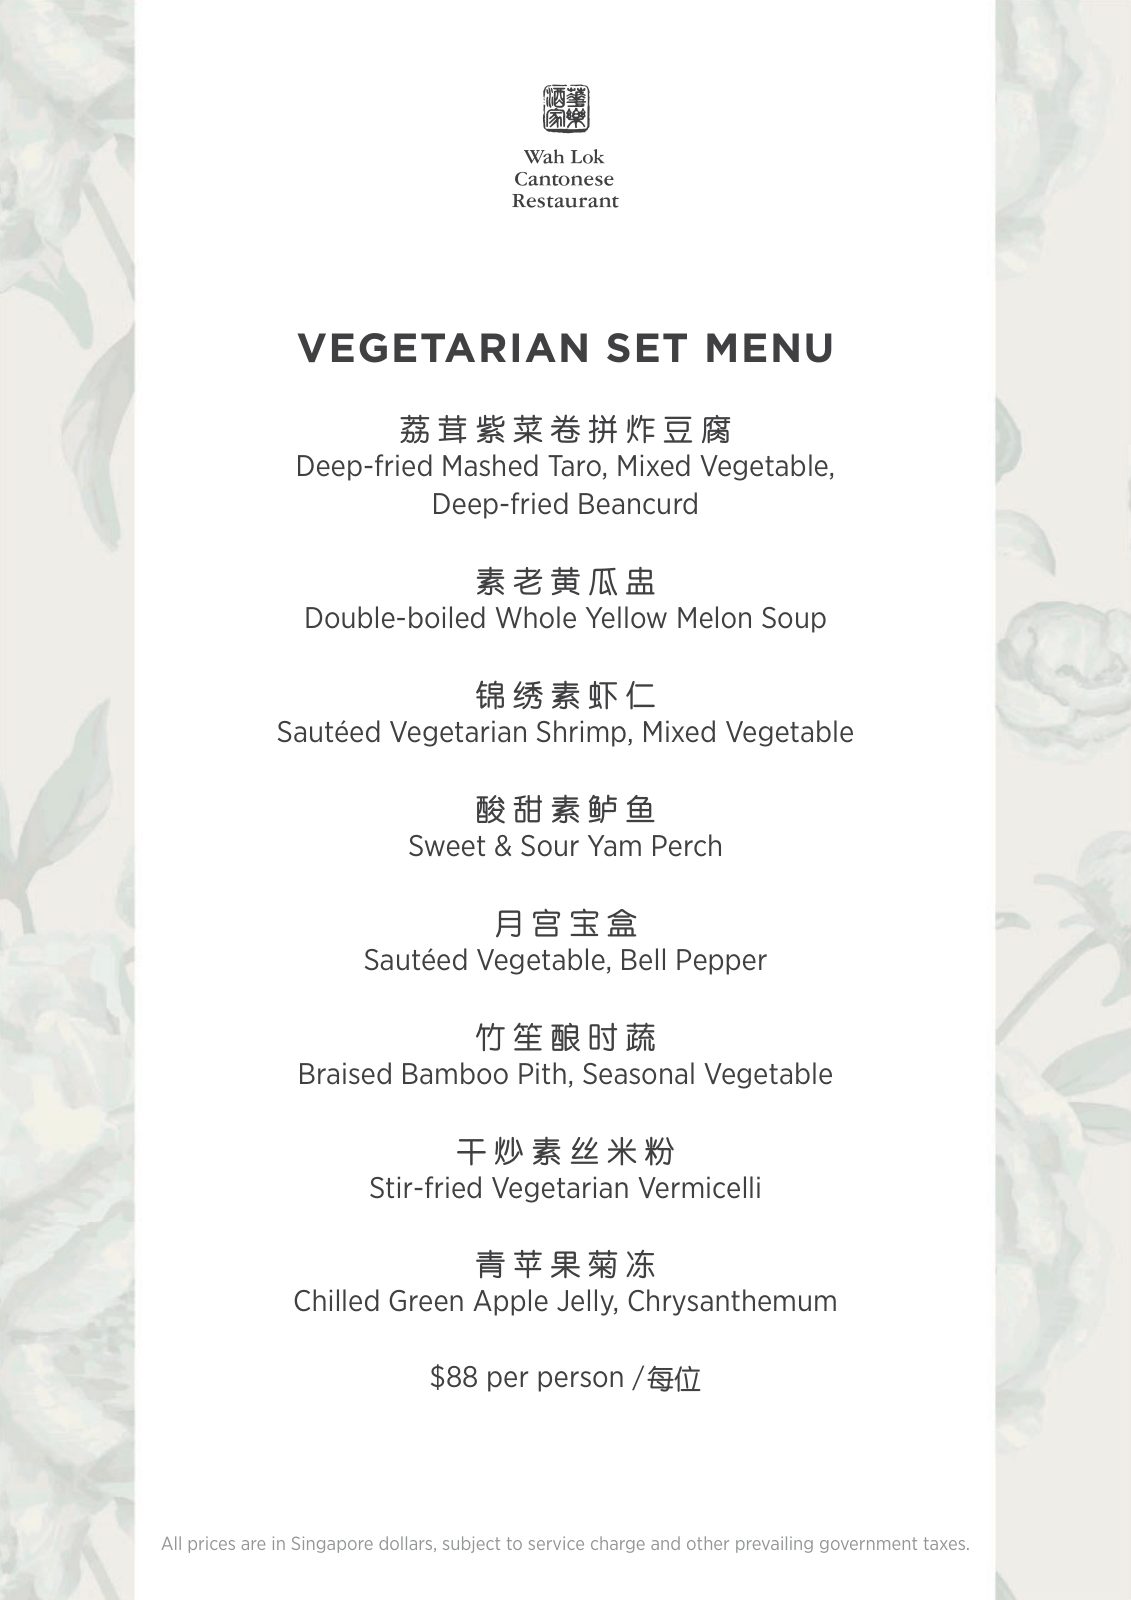 華樂酒家
Wah Lok
Cantonese
Restaurant
VEGETARIAN SET MENU
荔茸紫菜卷拼炸豆腐
Deep-fried Mashed Taro, Mixed Vegetable,
Deep-fried Beancurd
素老黄瓜盅
Double-boiled Whole Yellow Melon Soup
锦绣素虾仁
Sautéed Vegetarian Shrimp, Mixed Vegetable
酸甜素鲈鱼
Sweet & Sour Yam Perch
月宫宝盒
Sautéed Vegetable, Bell Pepper
竹笙酿时蔬
Braised Bamboo Pith, Seasonal Vegetable
干炒素丝米粉
Stir-fried Vegetarian Vermicelli
青苹果菊冻
Chilled Green Apple Jelly, Chrysanthemum
$88 per person /每位
All prices are in Singapore dollars, subject to service charge and other prevailing government taxes.